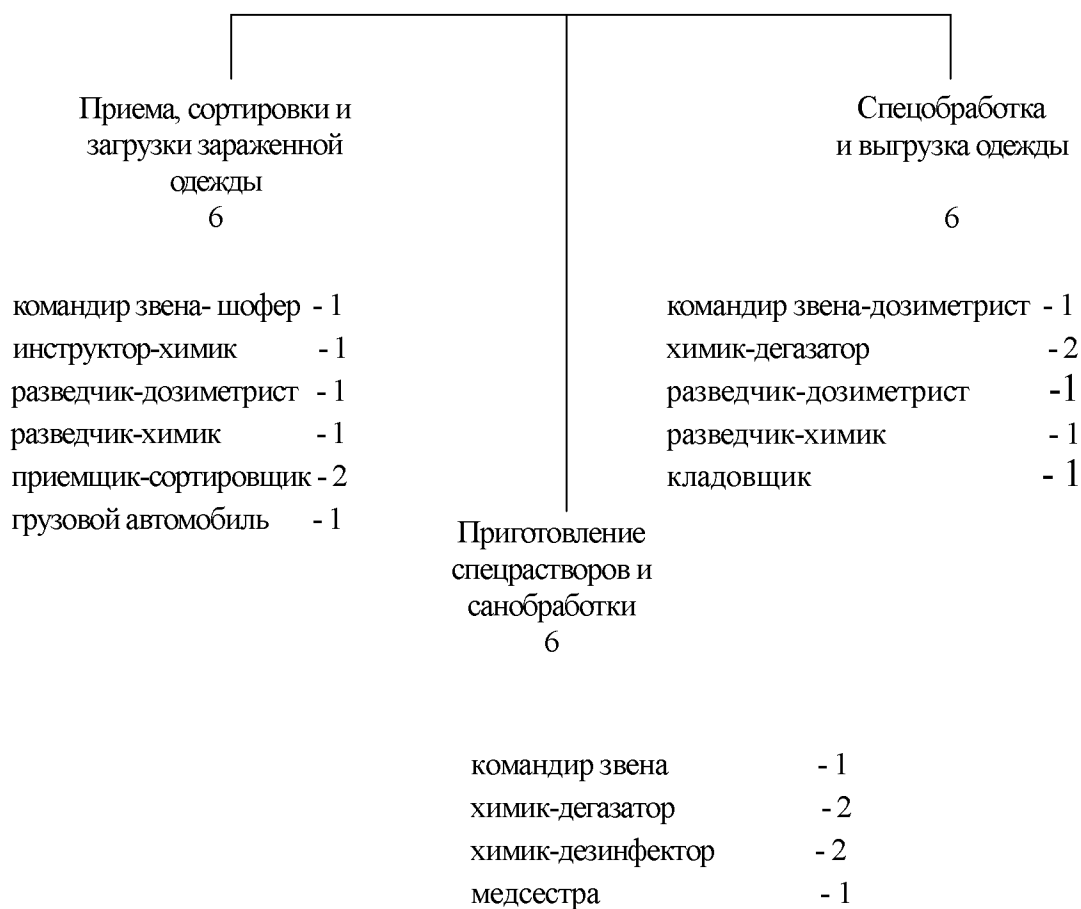 Приема, сортировки и
загрузки зараженной
одежды
6
командир звена- шофер - 1
инструктор-химик - 1
разведчик-дозиметрист - 1
разведчик-химик - 1
приемщик-сортировщик - 2
грузовой автомобиль - 1
Спецобработка
и выгрузка одежды
6
командир звена-дозиметрист - 1
химик-дегазатор - 2
разведчик-дозиметрист -1
разведчик-химик - 1
кладовщик - 1
Приготовление
спецрастворов и
санобработки
6
командир звена - 1
химик-дегазатор - 2
химик-дезинфектор - 2
медсестра - 1